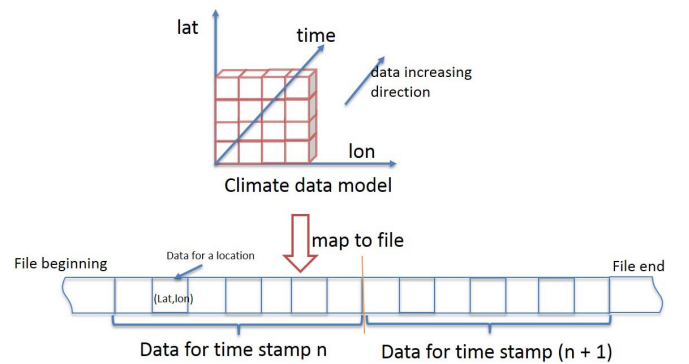 lat
time
data increasing
direction
lon
Climate data model
map to file
Data for a location
File beginning
File end
(Lat,lon)
Data for time stamp n
Data for time stamp (n + 1)